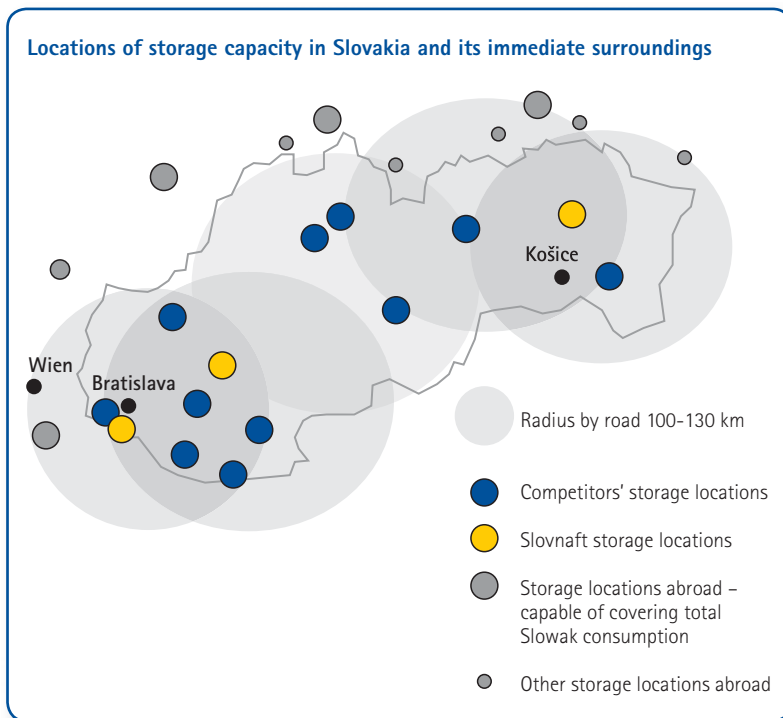 Locations of storage capacity in Slovakia and its immediate surroundings
Košice
Wien
Bratislava
Radius by road 100-130 km
Competitors' storage locations
Slovnaft storage locations
Storage locations abroad –
capable of covering total
Slowak consumption
Other storage locations abroad